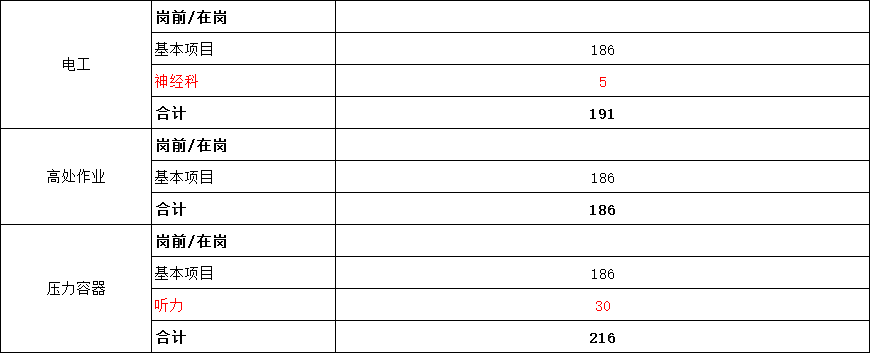 电工
岗前/在岗
基本项目 186
神经科 5
合计 191
高处作业
岗前/在岗
基本项目 186
合计 186
压力容器
岗前/在岗
基本项目 186
听力 30
合计 216